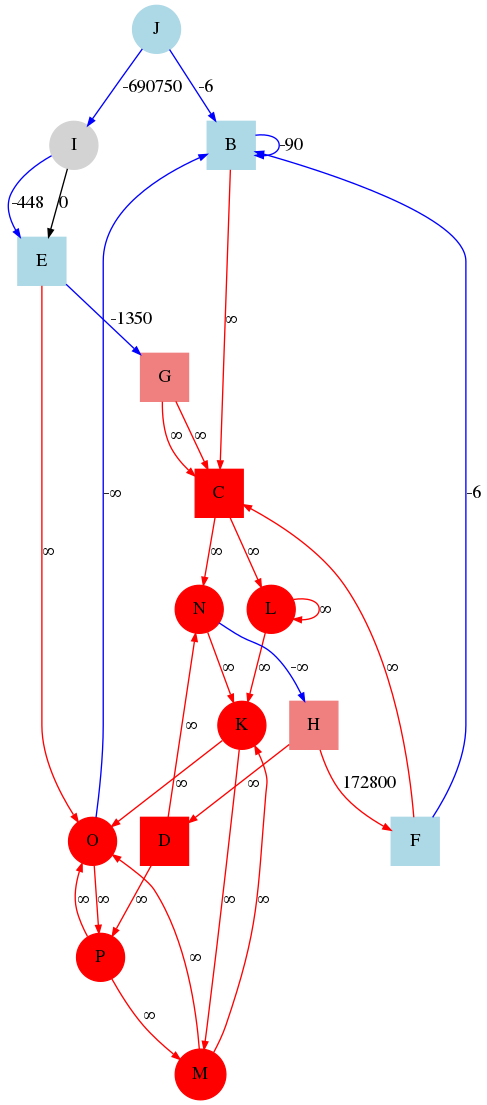 J
-690750 -6
I B -90
-448 0
E
-1350 ∞
G
∞ ∞
C
-∞ -6
∞ ∞ ∞
N L ∞
∞ ∞ -∞ ∞
K H
∞ ∞ ∞ 172800
O D F
∞ ∞ ∞ ∞ ∞
P ∞
∞
M